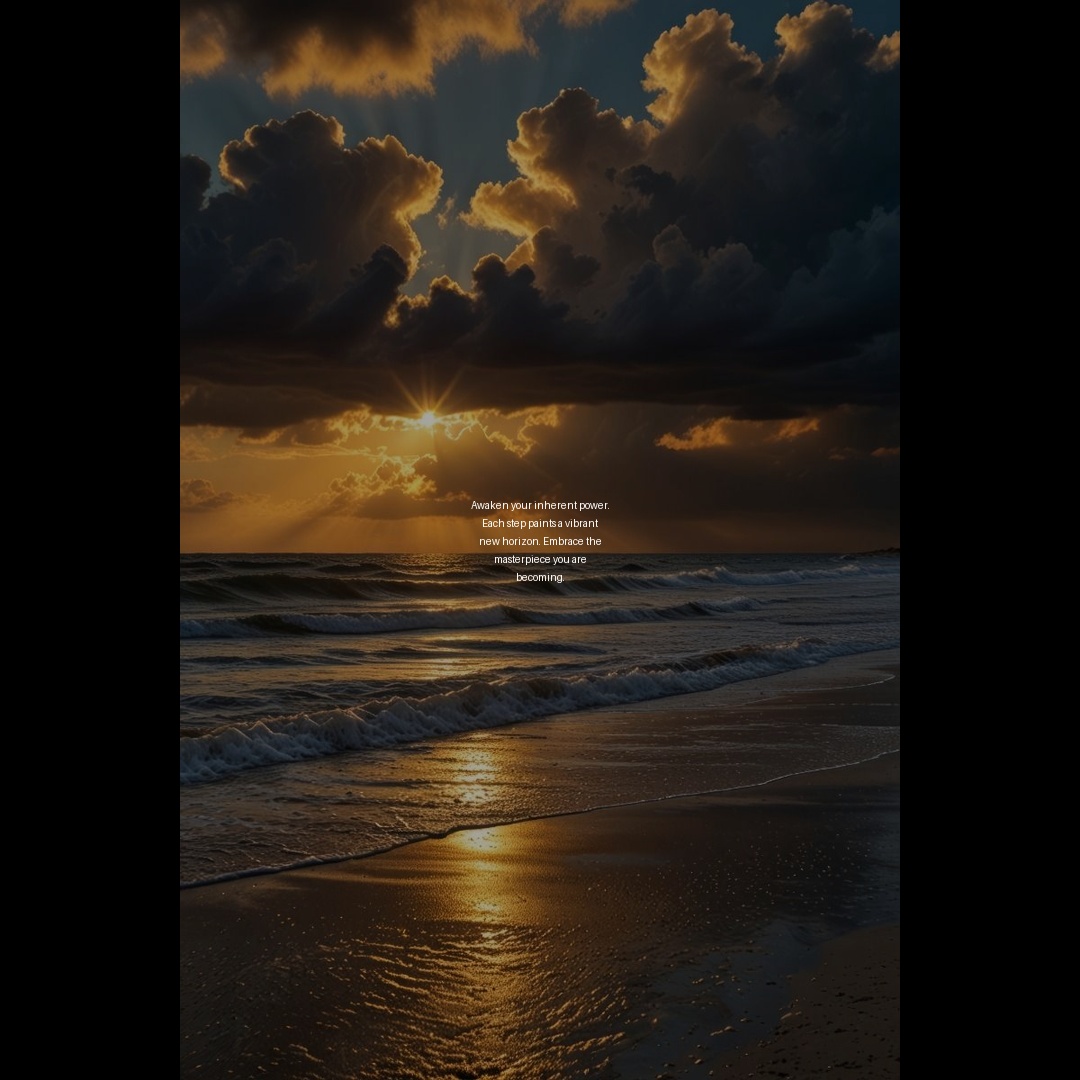 Awaken your inherent power.
Each step paints a vibrant
new horizon. Embrace the
masterpiece you are
becoming.